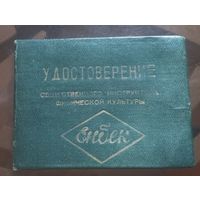 УДОСТОВЕРЕНИЕ
ОБЩЕСТВЕННОГО ИНСТРУКТОРА
ФИЗИЧЕСКОЙ КУЛЬТУРЫ